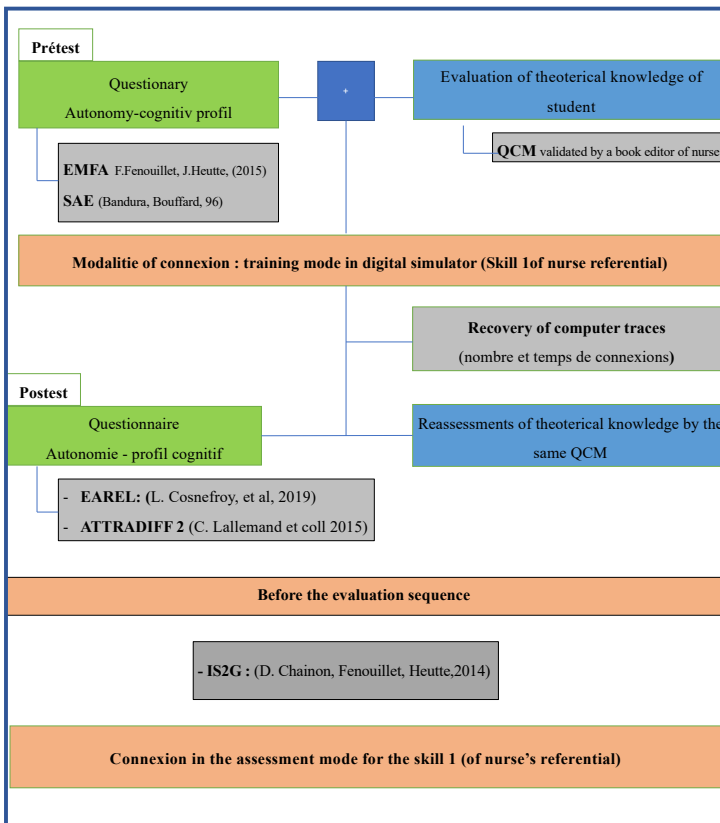 Prétest
Questionary
Autonomy-cognitiv profil
+
Evaluation of theoterical knowledge of
student
EMFA F.Fenouillet, J.Heutte, (2015)
SAE (Bandura, Bouffard, 96)
QCM validated by a book editor of nurse
Modalitie of connexion : training mode in digital simulator (Skill 1of nurse referential)
Recovery of computer traces
(nombre et temps de connexions)
Postest
Questionnaire
Autonomie - profil cognitif
Reassessments of theoterical knowledge by the
same QCM
- EAREL: (L. Cosnefroy, et al, 2019)
- ATTRADIFF 2 (C. Lallemand et coll 2015)
Before the evaluation sequence
- IS2G : (D. Chainon, Fenouillet, Heutte,2014)
Connexion in the assessment mode for the skill 1 (of nurse’s referential)